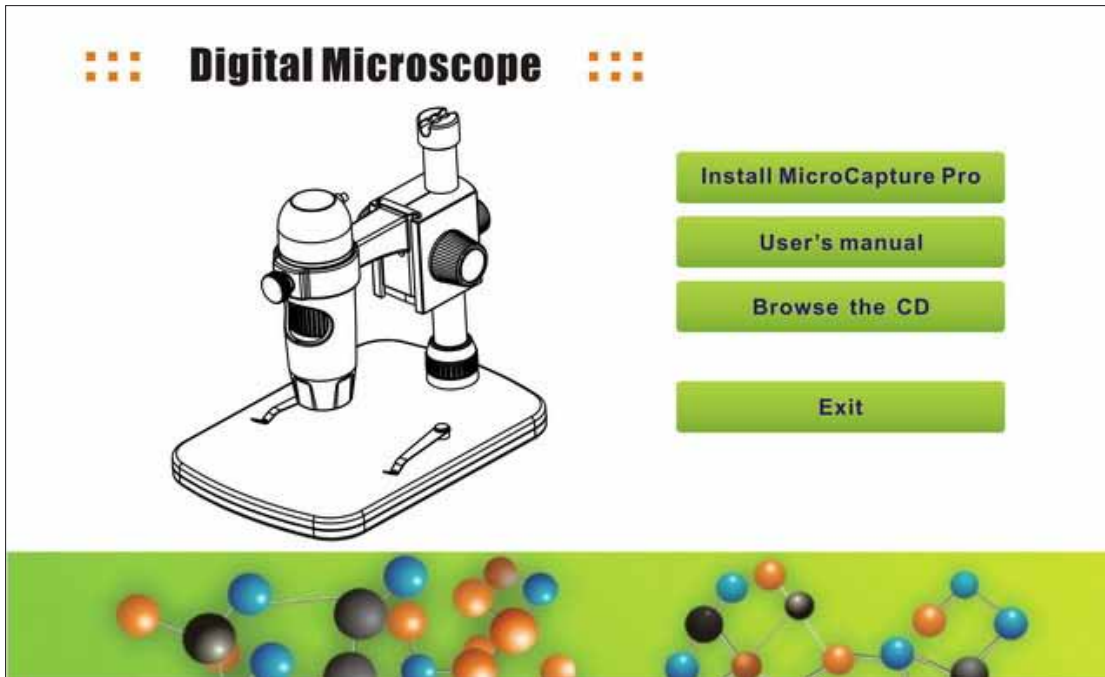 Digital Microscope
Install MicroCapture Pro
User's manual
Browse the CD
Exit